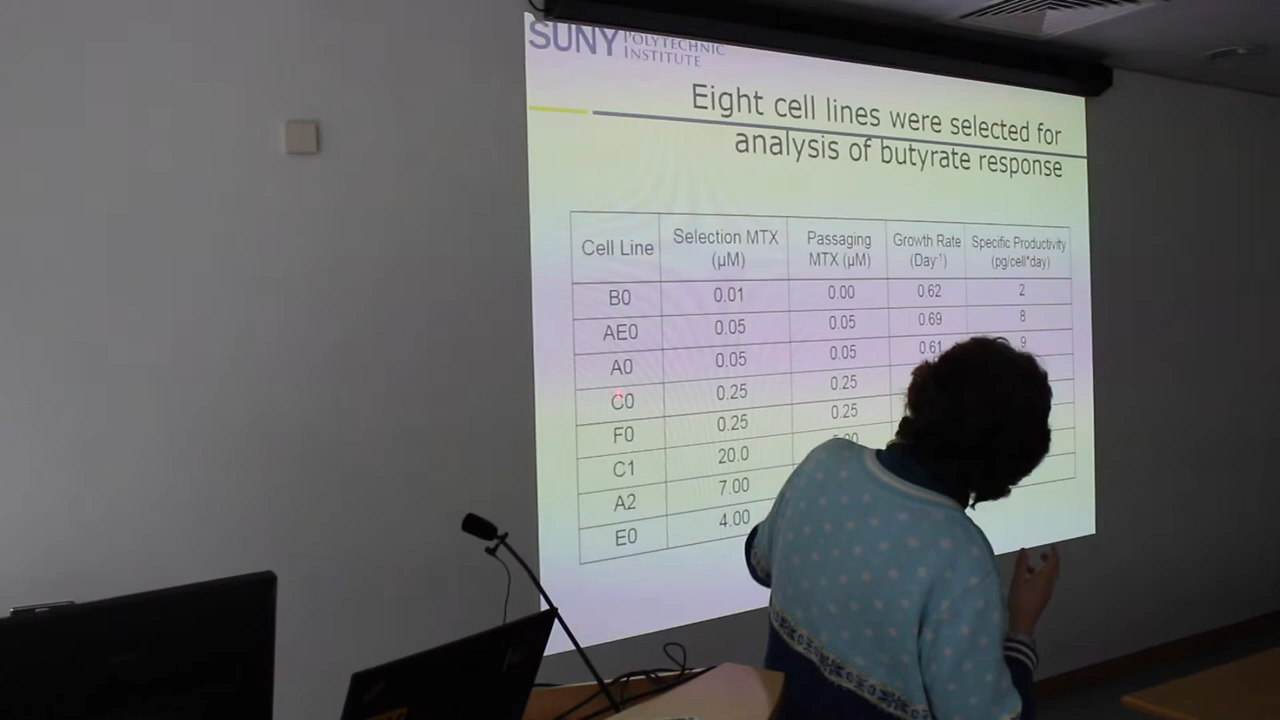 SUNY POLYTECHNIC
INSTITUTE
Eight cell lines were selected for
analysis of butyrate response
Cell Line Selection MTX (µM) Passaging MTX (µM) Growth Rate (Day⁻¹) Specific Productivity (pg/cell*day)
B0 0.01 0.00 0.62 2
AE0 0.05 0.05 0.69 8
A0 0.05 0.05 0.61 9
C0 0.25 0.25
F0 0.25 0.25
C1 20.0
A2 7.00
E0 4.00